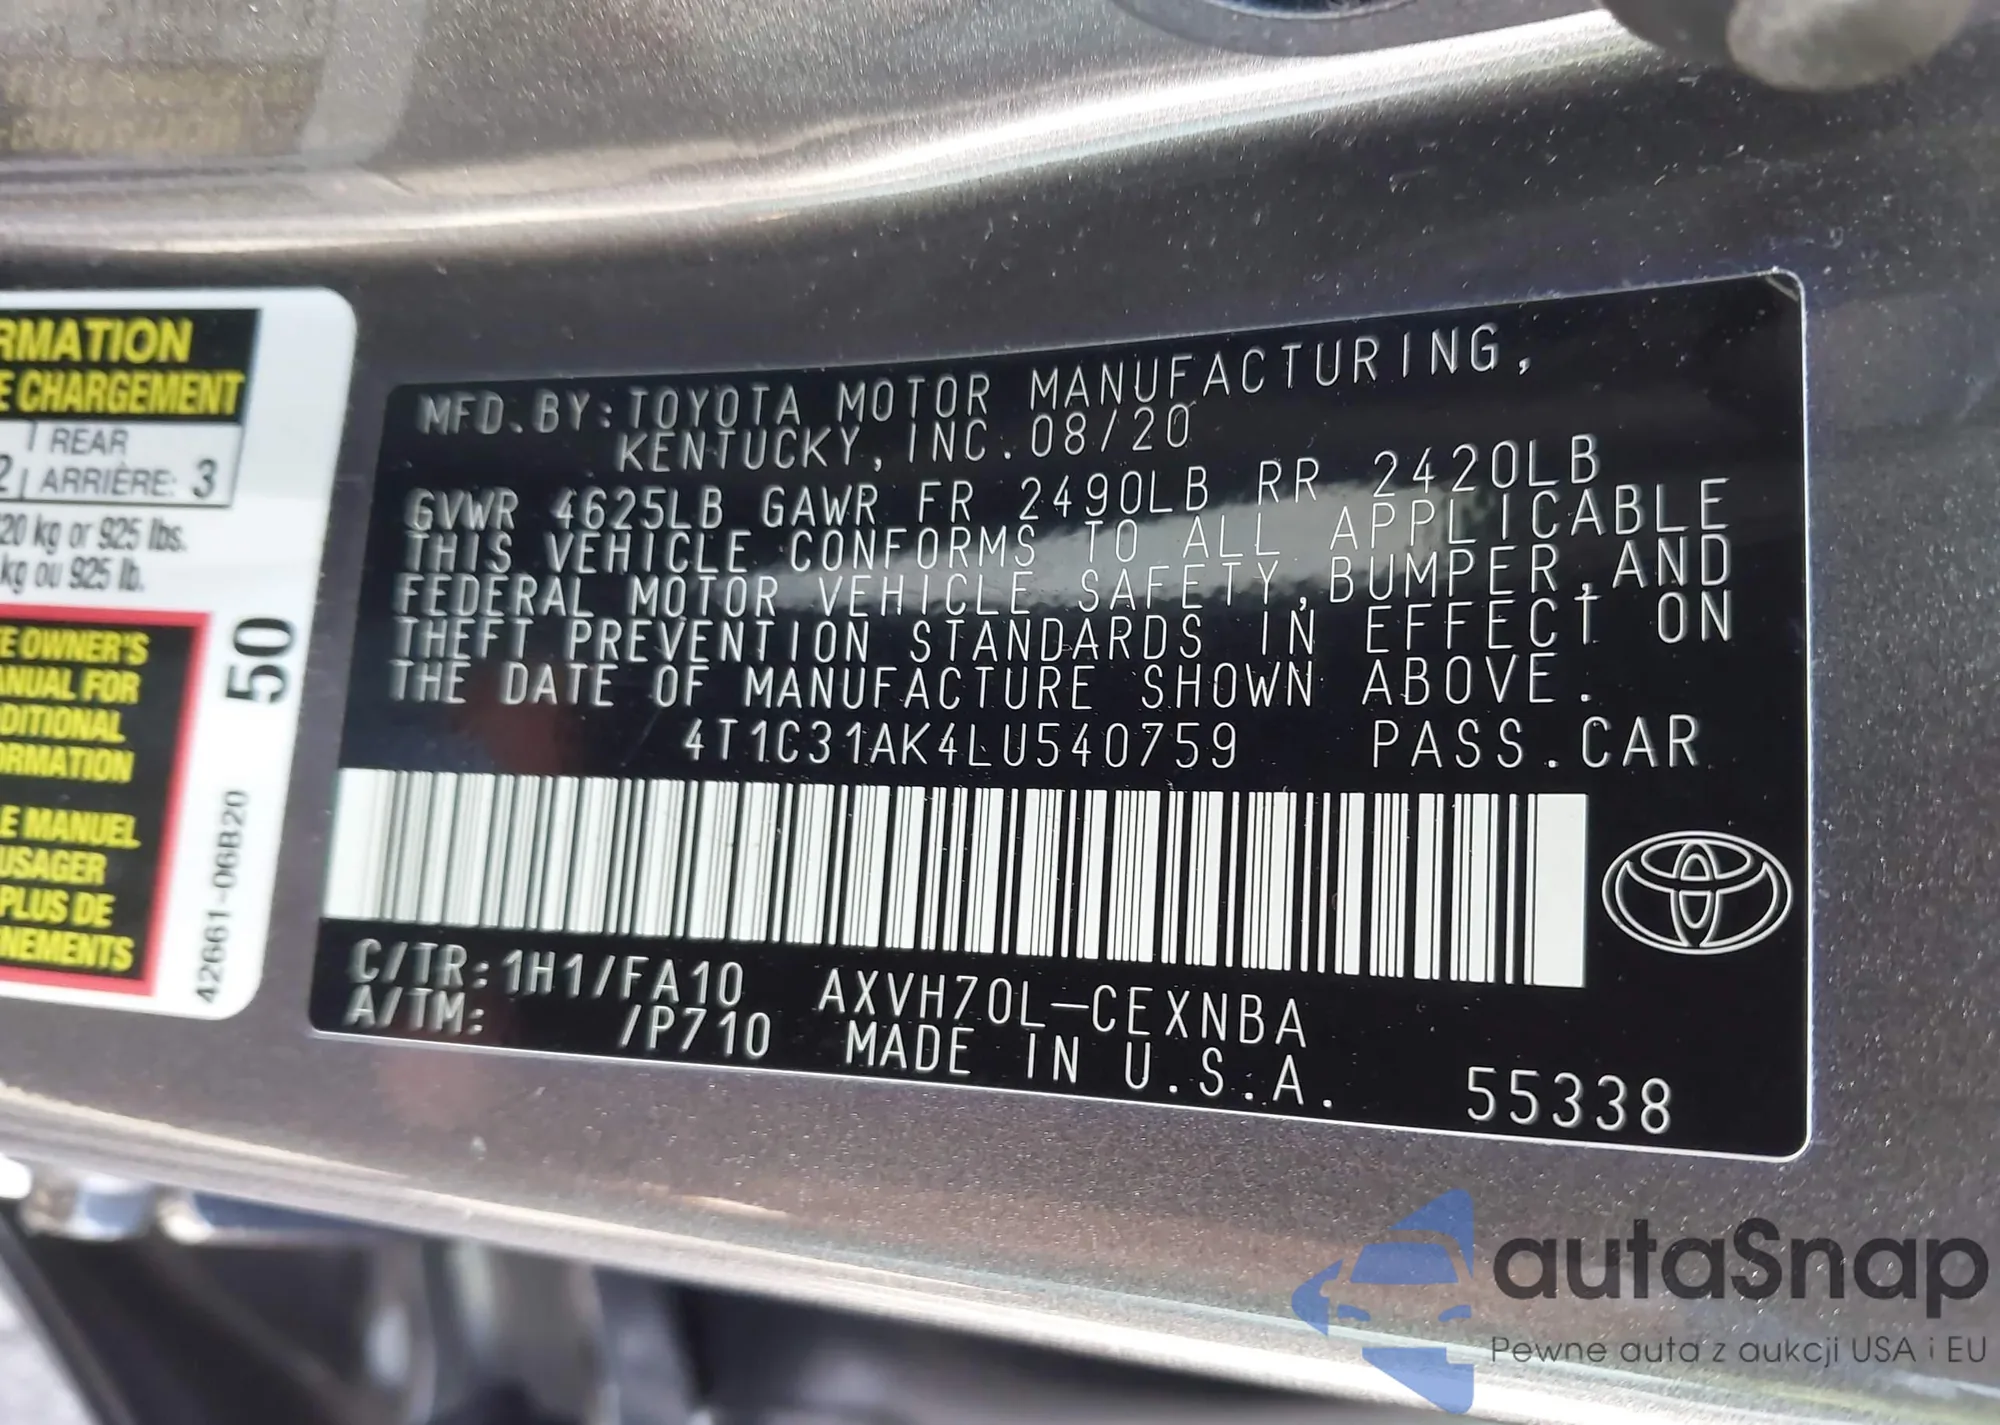 RMATION
E CHARGEMENT
REAR
2 ARRIÈRE: 3
20 kg or 925 lbs.
kg ou 925 lb.
E OWNER'S
ANUAL FOR
DDITIONAL
ORMATION
E MANUEL
USAGER
PLUS DE
NEMENTS
50
42661-06B20
MFD.BY:TOYOTA MOTOR MANUFACTURING,
KENTUCKY, INC.08/20
GVWR 4625LB GAWR FR 2490LB RR 2420LB
THIS VEHICLE CONFORMS TO ALL APPLICABLE
FEDERAL MOTOR VEHICLE SAFETY,BUMPER,AND
THEFT PREVENTION STANDARDS IN EFFECT ON
THE DATE OF MANUFACTURE SHOWN ABOVE.
4T1C31AK4LU540759 PASS.CAR
C/TR:1H1/FA10 AXVH70L-CEXNBA
A/TM: /P710 MADE IN U.S.A. 55338
autaSnap
Pewne auta z aukcji USA i EU